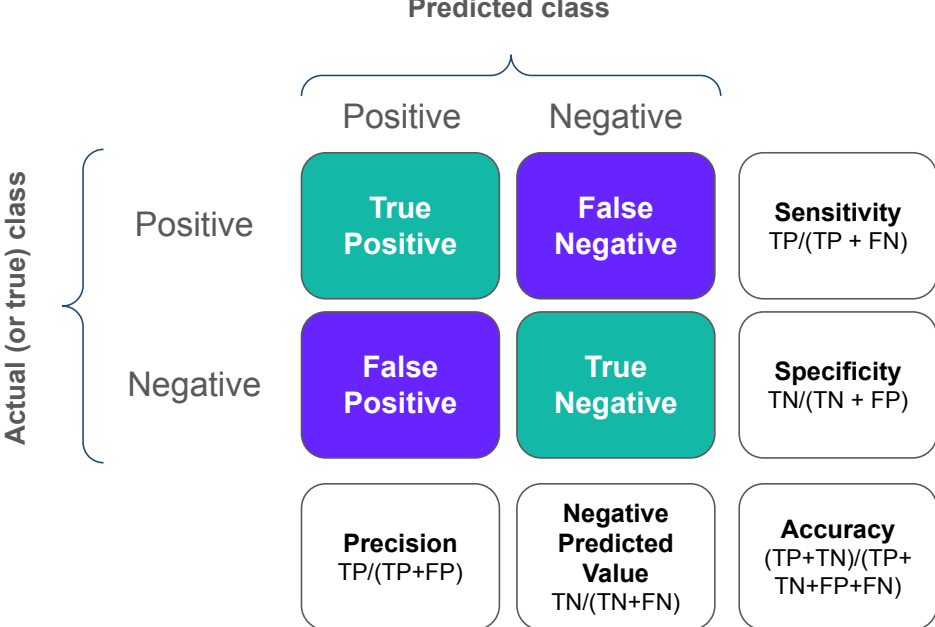 Predicted class
Positive
Negative
Actual (or true) class
Positive
True
Positive
False
Negative
Sensitivity
TP/(TP + FN)
Negative
False
Positive
True
Negative
Specificity
TN/(TN + FP)
Precision
TP/(TP+FP)
Negative
Predicted
Value
TN/(TN+FN)
Accuracy
(TP+TN)/(TP+
TN+FP+FN)